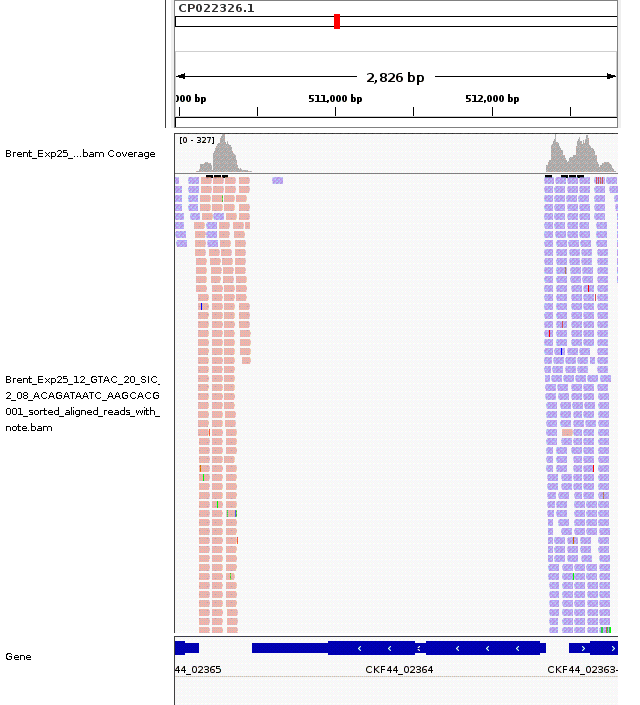 CP022326.1
2,826 bp
000 bp
511,000 bp
512,000 bp
[0 - 327]
Brent_Exp25_...bam Coverage
Brent_Exp25_12_GTAC_20_SIC_
2_08_ACAGATAATC_AAGCACG
001_sorted_aligned_reads_with_
note.bam
Gene
44_02365
CKF44_02364
CKF44_02363-